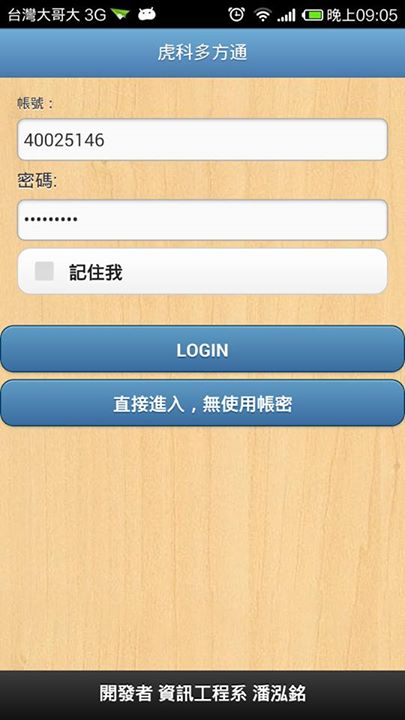 台灣大哥大 3G 晚上09:05
虎科多方通
帳號：
40025146
密碼:
•••••••••
記住我
LOGIN
直接進入，無使用帳密
開發者 資訊工程系 潘泓銘